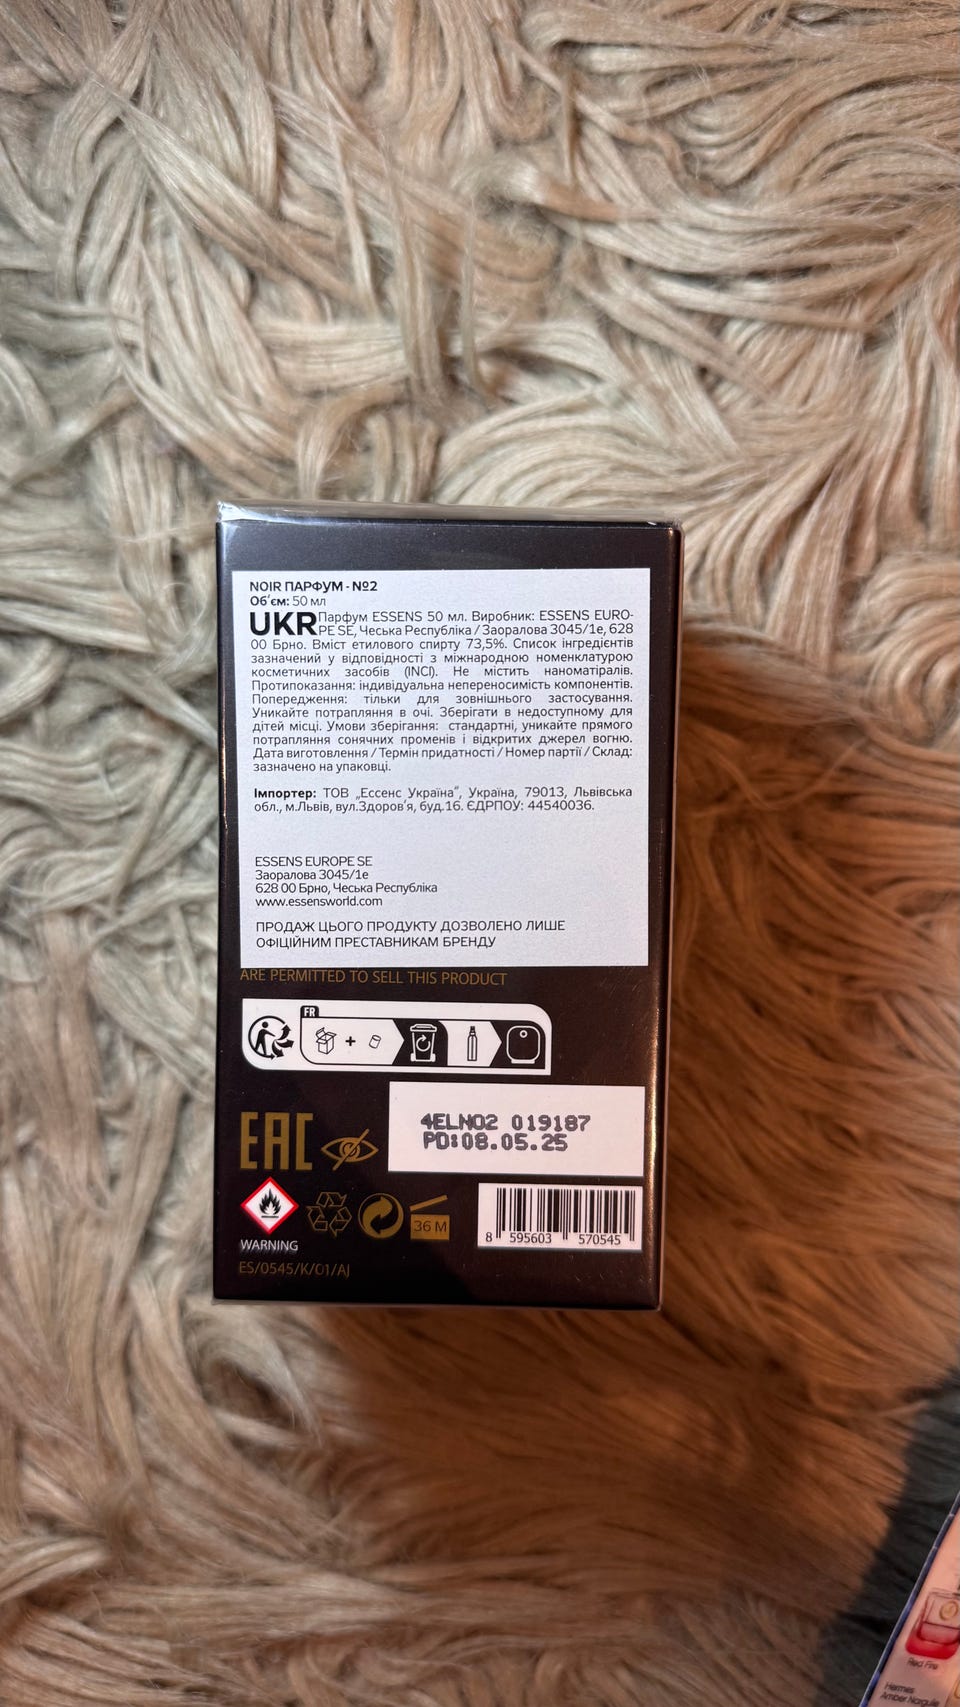 NOIR ПАРФУМ - №2
Об'єм: 50 мл
UKR Парфум ESSENS 50 мл. Виробник: ESSENS EURO-
PE SE, Чеська Республіка / Заоралова 3045/1e, 628
00 Брно. Вміст етилового спирту 73,5%. Список інгредієнтів
зазначений у відповідності з міжнародною номенклатурою
косметичних засобів (INCI). Не містить наноматіралів.
Протипоказання: індивідуальна непереносимість компонентів.
Попередження: тільки для зовнішнього застосування.
Уникайте потрапляння в очі. Зберігати в недоступному для
дітей місці. Умови зберігання: стандартні, уникайте прямого
потрапляння сонячних променів і відкритих джерел вогню.
Дата виготовлення / Термін придатності / Номер партії / Склад:
зазначено на упаковці.
Імпортер: ТОВ „Ессенс Україна", Україна, 79013, Львівська
обл., м.Львів, вул.Здоров'я, буд.16. ЄДРПОУ: 44540036.
ESSENS EUROPE SE
Заоралова 3045/1e
628 00 Брно, Чеська Республіка
www.essensworld.com
ПРОДАЖ ЦЬОГО ПРОДУКТУ ДОЗВОЛЕНО ЛИШЕ
ОФІЦІЙНИМ ПРЕСТАВНИКАМ БРЕНДУ
ARE PERMITTED TO SELL THIS PRODUCT
FR
+
4ELN02 019187
PD:08.05.25
EAC
36 M
WARNING
8 595603 570545
ES/0545/K/01/AJ
Red Fire
Hermes
Amber Narguile